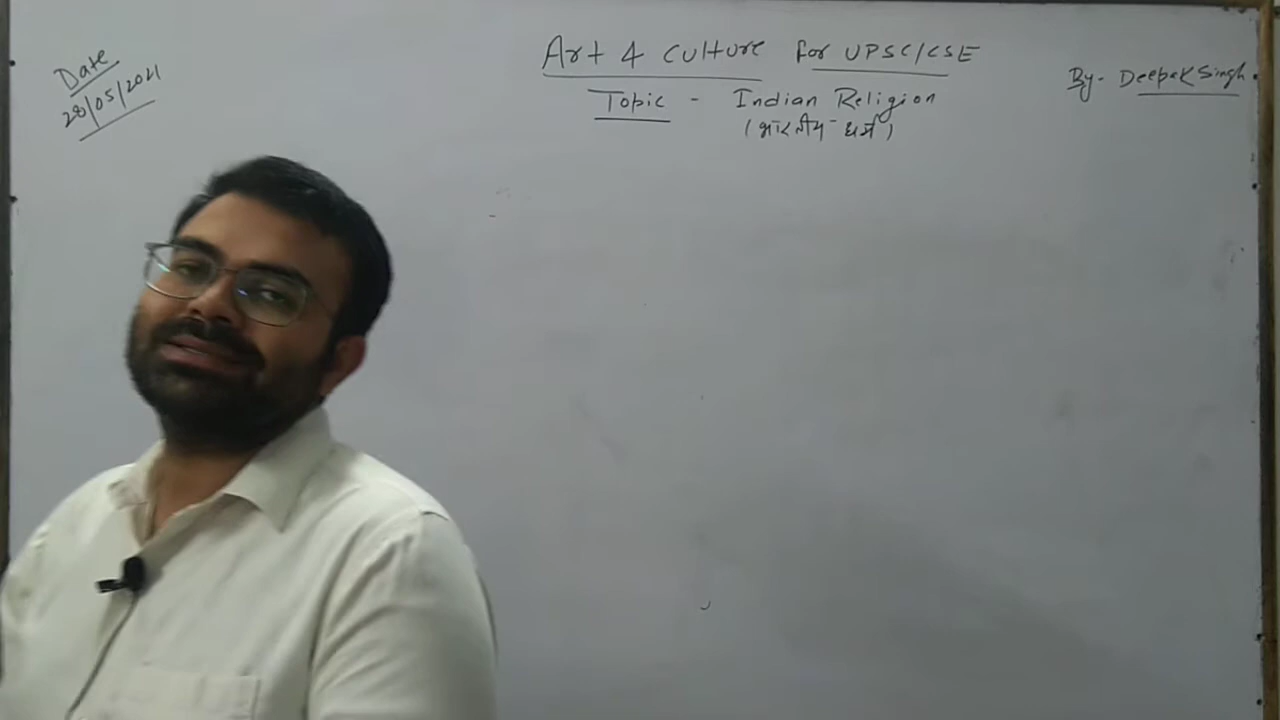 Date
28/05/2021
Art & Culture for UPSC/CSE
By- Deepak Singh
Topic - Indian Religion
(भारतीय धर्म)